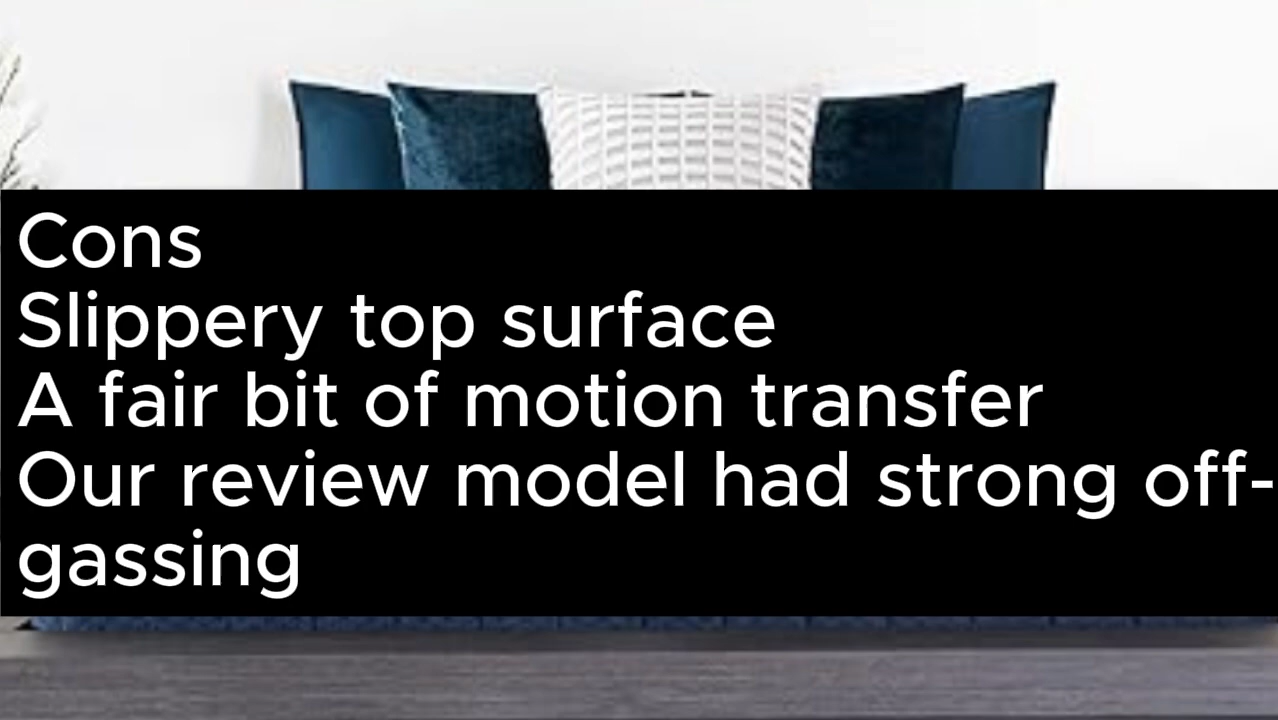 Cons
Slippery top surface
A fair bit of motion transfer
Our review model had strong off-
gassing